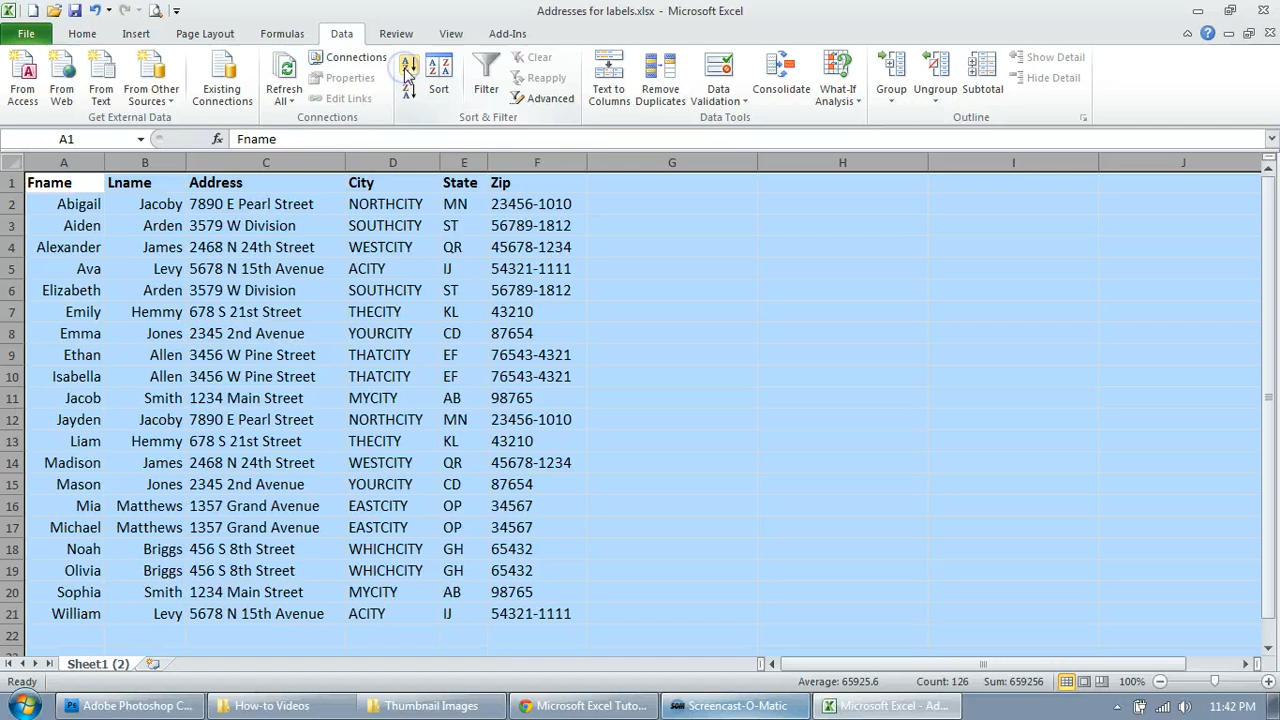 Addresses for labels.xlsx - Microsoft Excel
File Home Insert Page Layout Formulas Data Review View Add-Ins
From Access From Web From Text From Other Sources Existing Connections Refresh All Connections Properties Edit Links Sort Filter Clear Reapply Advanced Text to Columns Remove Duplicates Data Validation Consolidate What-If Analysis Group Ungroup Subtotal Show Detail Hide Detail
Get External Data Connections Sort & Filter Data Tools Outline
A1 fx Fname
A B C D E F G H I J
1 Fname Lname Address City State Zip
2 Abigail Jacoby 7890 E Pearl Street NORTHCITY MN 23456-1010
3 Aiden Arden 3579 W Division SOUTHCITY ST 56789-1812
4 Alexander James 2468 N 24th Street WESTCITY QR 45678-1234
5 Ava Levy 5678 N 15th Avenue ACITY IJ 54321-1111
6 Elizabeth Arden 3579 W Division SOUTHCITY ST 56789-1812
7 Emily Hemmy 678 S 21st Street THECITY KL 43210
8 Emma Jones 2345 2nd Avenue YOURCITY CD 87654
9 Ethan Allen 3456 W Pine Street THATCITY EF 76543-4321
10 Isabella Allen 3456 W Pine Street THATCITY EF 76543-4321
11 Jacob Smith 1234 Main Street MYCITY AB 98765
12 Jayden Jacoby 7890 E Pearl Street NORTHCITY MN 23456-1010
13 Liam Hemmy 678 S 21st Street THECITY KL 43210
14 Madison James 2468 N 24th Street WESTCITY QR 45678-1234
15 Mason Jones 2345 2nd Avenue YOURCITY CD 87654
16 Mia Matthews 1357 Grand Avenue EASTCITY OP 34567
17 Michael Matthews 1357 Grand Avenue EASTCITY OP 34567
18 Noah Briggs 456 S 8th Street WHICHCITY GH 65432
19 Olivia Briggs 456 S 8th Street WHICHCITY GH 65432
20 Sophia Smith 1234 Main Street MYCITY AB 98765
21 William Levy 5678 N 15th Avenue ACITY IJ 54321-1111
22
Sheet1 (2)
Ready Average: 65925.6 Count: 126 Sum: 659256 100%
Adobe Photoshop C... How-to Videos Thumbnail Images Microsoft Excel Tuto... Screencast-O-Matic Microsoft Excel - Ad... 11:42 PM